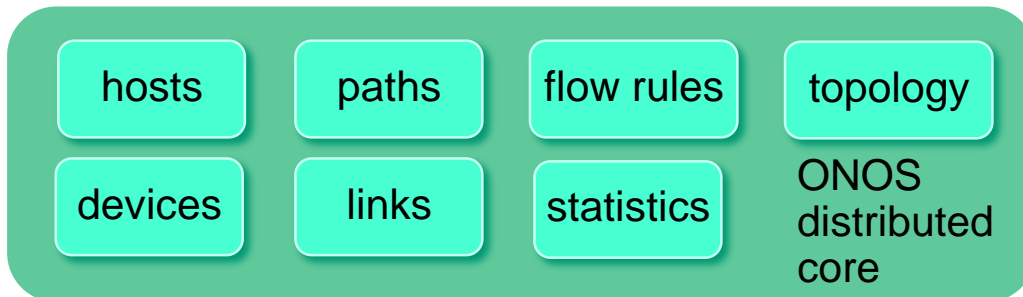 hosts
paths
flow rules
topology
devices
links
statistics
ONOS
distributed
core